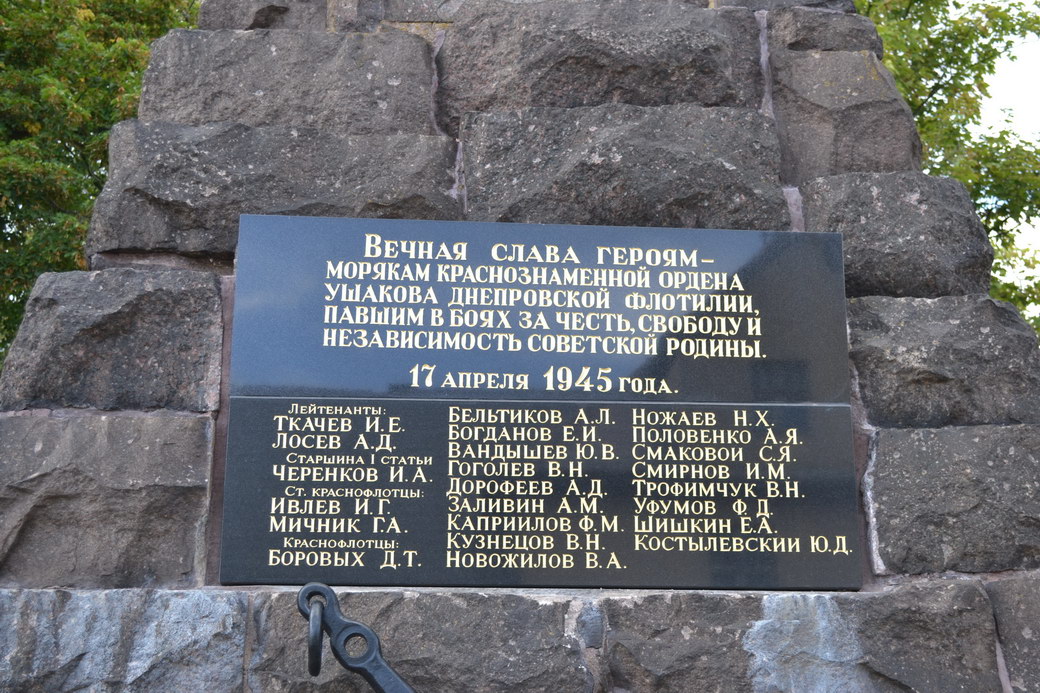 ВЕЧНАЯ СЛАВА ГЕРОЯМ–
МОРЯКАМ КРАСНОЗНАМЕННОЙ ОРДЕНА
УШАКОВА ДНЕПРОВСКОЙ ФЛОТИЛИИ,
ПАВШИМ В БОЯХ ЗА ЧЕСТЬ, СВОБОДУ И
НЕЗАВИСИМОСТЬ СОВЕТСКОЙ РОДИНЫ.
17 АПРЕЛЯ 1945 ГОДА.
ЛЕЙТЕНАНТЫ:
ТКАЧЕВ И.Е.
ЛОСЕВ А.Д.
СТАРШИНА I СТАТЬИ
ЧЕРЕНКОВ И.А.
СТ. КРАСНОФЛОТЦЫ:
ИВЛЕВ И.Г.
МИЧНИК Г.А.
КРАСНОФЛОТЦЫ:
БОРОВЫХ Д.Т.
БЕЛЬТИКОВ А.Л.
БОГДАНОВ Е.И.
ВАНДЫШЕВ Ю.В.
ГОГОЛЕВ В.Н.
ДОРОФЕЕВ А.Д.
ЗАЛИВИН А.М.
КАПРИИЛОВ Ф.М.
КУЗНЕЦОВ В.Н.
НОВОЖИЛОВ В.А.
НОЖАЕВ Н.Х.
ПОЛОВЕНКО А.Я.
СМАКОВОИ С.Я.
СМИРНОВ И.М.
ТРОФИМЧУК В.Н.
УФУМОВ Ф.Д.
ШИШКИН Е.А.
КОСТЫЛЕВСКИИ Ю.Д.